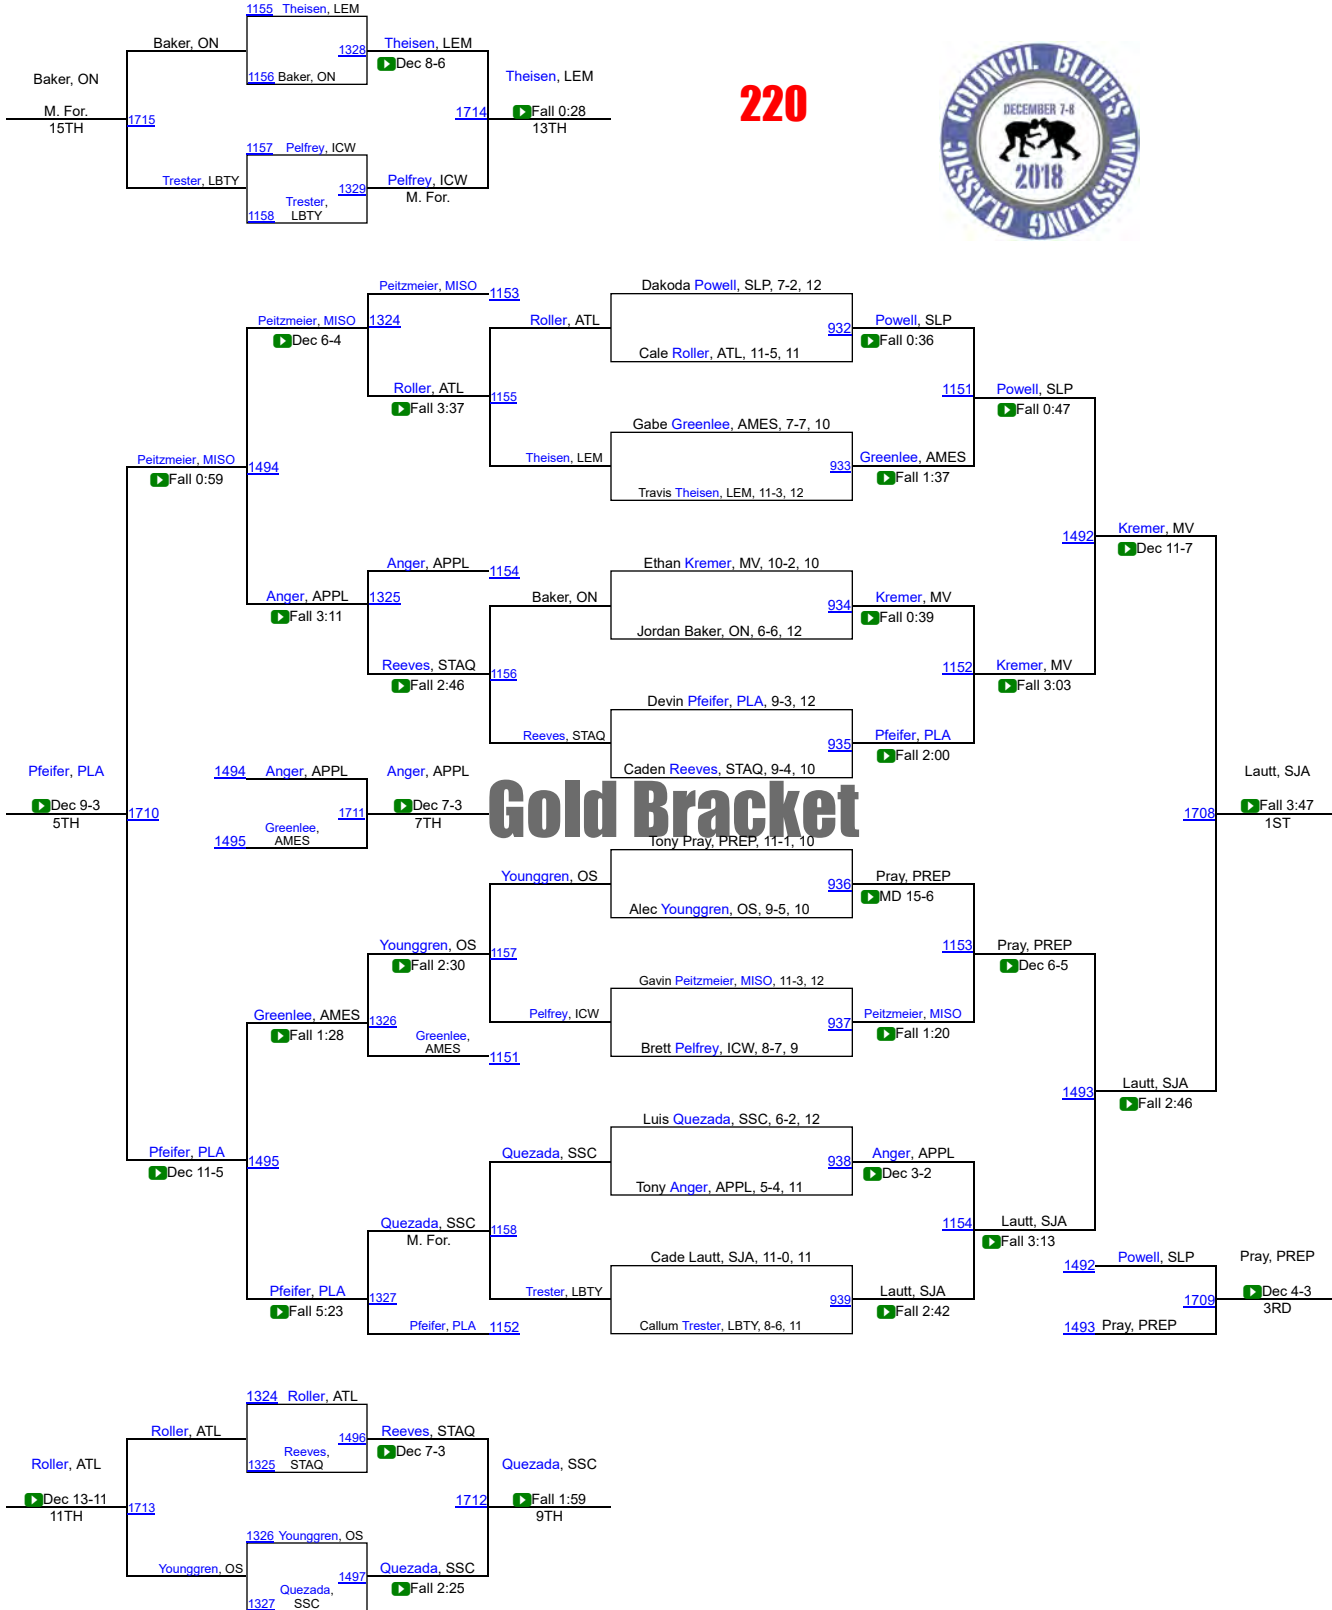 1155 Theisen, LEM
Baker, ON
1328 Theisen, LEM
Dec 8-6
1156 Baker, ON
Baker, ON
Theisen, LEM
M. For.
1715
1714
Fall 0:28
15TH
13TH
1157 Pelfrey, ICW
Trester, LBTY
1329 Pelfrey, ICW
M. For.
Trester,
1158 LBTY
220
COUNCIL BLUFFS WRESTLING CLASSIC
DECEMBER 7-8
2018
Peitzmeier, MISO 1153
Dakoda Powell, SLP, 7-2, 12
Peitzmeier, MISO 1324
Dec 6-4
Roller, ATL
932 Powell, SLP
Fall 0:36
Cale Roller, ATL, 11-5, 11
Roller, ATL
Fall 3:37
1155
1151 Powell, SLP
Fall 0:47
Gabe Greenlee, AMES, 7-7, 10
Peitzmeier, MISO
Fall 0:59
1494
Theisen, LEM
933 Greenlee, AMES
Fall 1:37
Travis Theisen, LEM, 11-3, 12
1492 Kremer, MV
Dec 11-7
Anger, APPL 1154
Ethan Kremer, MV, 10-2, 10
Anger, APPL 1325
Fall 3:11
Baker, ON
934 Kremer, MV
Fall 0:39
Jordan Baker, ON, 6-6, 12
Reeves, STAQ
Fall 2:46
1156
1152 Kremer, MV
Fall 3:03
Devin Pfeifer, PLA, 9-3, 12
Reeves, STAQ
935 Pfeifer, PLA
Fall 2:00
Caden Reeves, STAQ, 9-4, 10
Pfeifer, PLA
1494 Anger, APPL
Anger, APPL
Lautt, SJA
Dec 9-3
5TH
1710
1711
Dec 7-3
7TH
Gold Bracket
1708
Fall 3:47
1ST
Greenlee,
1495 AMES
Tony Pray, PREP, 11-1, 10
Younggren, OS
936 Pray, PREP
MD 15-6
Alec Younggren, OS, 9-5, 10
Younggren, OS
Fall 2:30
1157
1153 Pray, PREP
Dec 6-5
Gavin Peitzmeier, MISO, 11-3, 12
Greenlee, AMES
Fall 1:28
1326
Pelfrey, ICW
937 Peitzmeier, MISO
Fall 1:20
Greenlee,
AMES
1151
Brett Pelfrey, ICW, 8-7, 9
1493 Lautt, SJA
Fall 2:46
Luis Quezada, SSC, 6-2, 12
Pfeifer, PLA
Dec 11-5
1495
Quezada, SSC
938 Anger, APPL
Dec 3-2
Tony Anger, APPL, 5-4, 11
Quezada, SSC
M. For.
1158
1154 Lautt, SJA
Fall 3:13
Cade Lautt, SJA, 11-0, 11
1492 Powell, SLP
Pray, PREP
Pfeifer, PLA
Fall 5:23
1327
Trester, LBTY
939 Lautt, SJA
Fall 2:42
1709
Dec 4-3
3RD
Pfeifer, PLA 1152
Callum Trester, LBTY, 8-6, 11
1493 Pray, PREP
1324 Roller, ATL
Roller, ATL
1496 Reeves, STAQ
Dec 7-3
Reeves,
1325 STAQ
Roller, ATL
Quezada, SSC
Dec 13-11
11TH
1713
1712
Fall 1:59
9TH
1326 Younggren, OS
Younggren, OS
1497 Quezada, SSC
Fall 2:25
Quezada,
1327 SSC